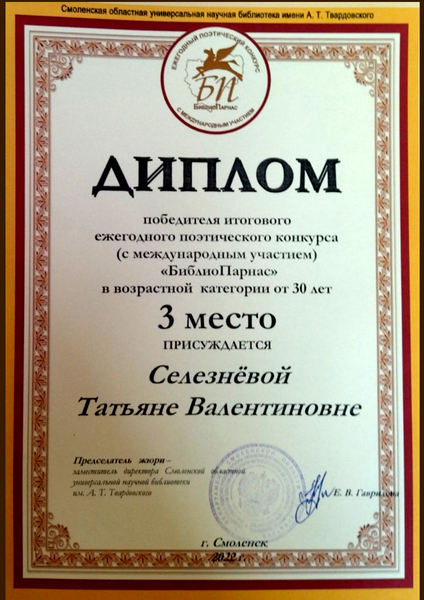 Смоленская областная универсальная научная библиотека имени А. Т. Твардовского
ЕЖЕГОДНЫЙ ПОЭТИЧЕСКИЙ КОНКУРС
БП
БиблиоПарнас
С МЕЖДУНАРОДНЫМ УЧАСТИЕМ
ДИПЛОМ
победителя итогового
ежегодного поэтического конкурса
(с международным участием)
«БиблиоПарнас»
в возрастной категории от 30 лет
3 место
ПРИСУЖДАЕТСЯ
Селезнёвой
Татьяне Валентиновне
Председатель жюри –
заместитель директора Смоленской областной
универсальной научной библиотеки
им. А. Т. Твардовского
Е. В. Гаврилова
г. Смоленск
2022 г.